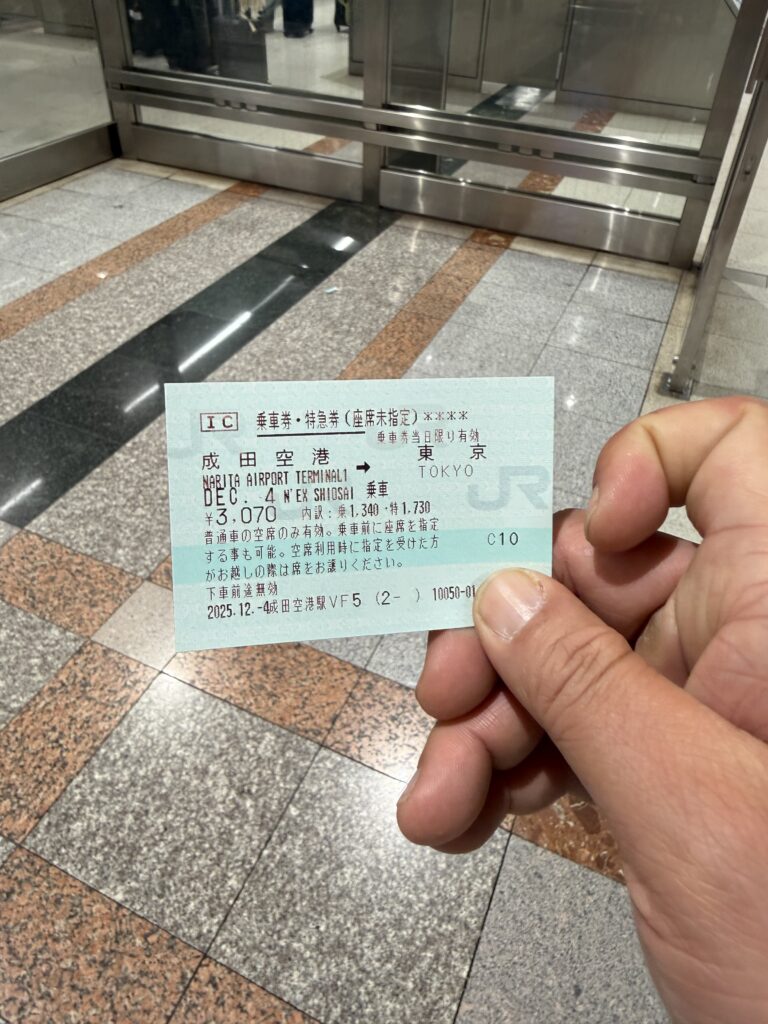 IC 乗車券・特急券(座席未指定)****
乗車券当日限り有効
成田空港 ➡ 東京
NARITA AIRPORT TERMINAL1 TOKYO
DEC. 4 N'EX SHIOSAI 乗車
¥3,070 内訳:乗1,340・特1,730
普通車の空席のみ有効。乗車前に座席を指定
する事も可能。空席利用時に指定を受けた方
がお越しの際は席をお譲りください。
C10
下車前途無効
2025.12.-4成田空港駅VF5 (2- ) 10050-01
JR
JR